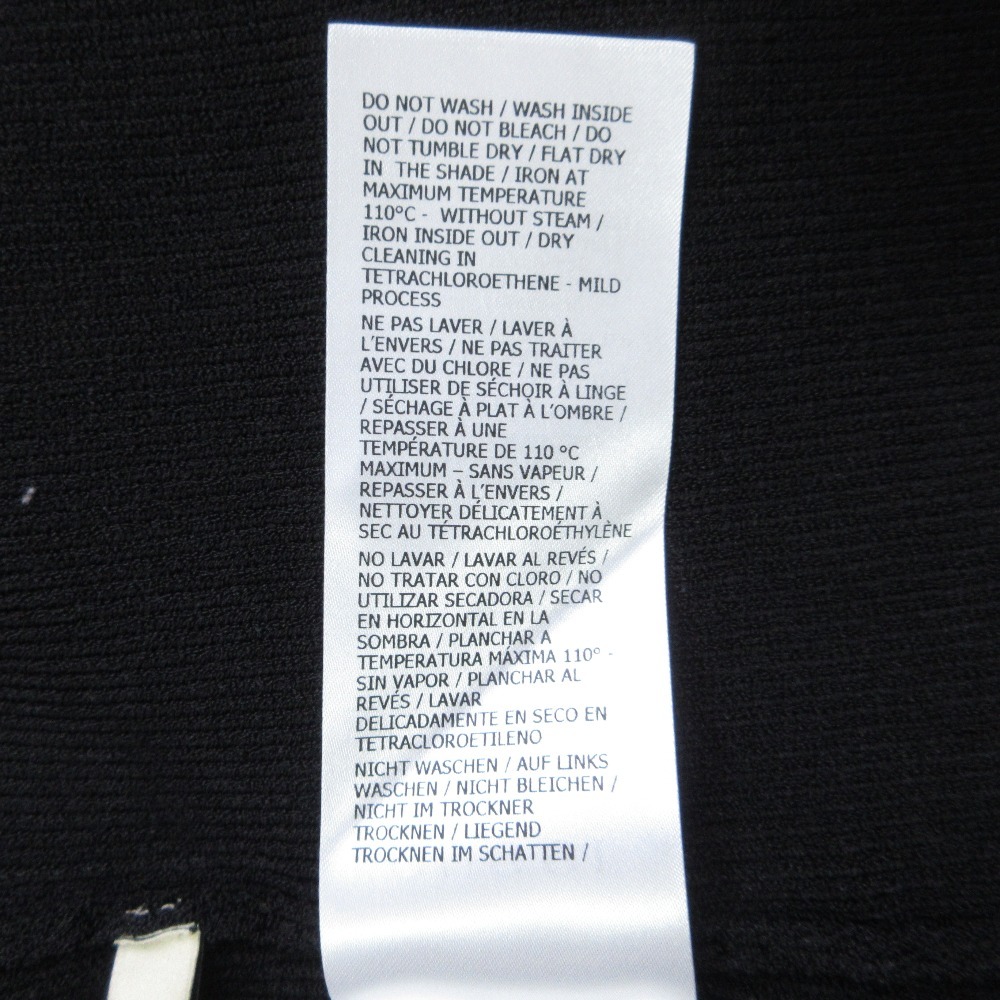 DO NOT WASH / WASH INSIDE
OUT / DO NOT BLEACH / DO
NOT TUMBLE DRY / FLAT DRY
IN THE SHADE / IRON AT
MAXIMUM TEMPERATURE
110°C - WITHOUT STEAM /
IRON INSIDE OUT / DRY
CLEANING IN
TETRACHLOROETHENE - MILD
PROCESS
NE PAS LAVER / LAVER À
L'ENVERS / NE PAS TRAITER
AVEC DU CHLORE / NE PAS
UTILISER DE SÉCHOIR À LINGE
/ SÉCHAGE À PLAT À L'OMBRE /
REPASSER À UNE
TEMPÉRATURE DE 110 °C
MAXIMUM – SANS VAPEUR /
REPASSER À L'ENVERS /
NETTOYER DÉLICATEMENT À
SEC AU TÉTRACHLOROÉTHYLÈNE
NO LAVAR / LAVAR AL REVÉS /
NO TRATAR CON CLORO / NO
UTILIZAR SECADORA / SECAR
EN HORIZONTAL EN LA
SOMBRA / PLANCHAR A
TEMPERATURA MÁXIMA 110° -
SIN VAPOR / PLANCHAR AL
REVÉS / LAVAR
DELICADAMENTE EN SECO EN
TETRACLOROETILENO
NICHT WASCHEN / AUF LINKS
WASCHEN / NICHT BLEICHEN /
NICHT IM TROCKNER
TROCKNEN / LIEGEND
TROCKNEN IM SCHATTEN /